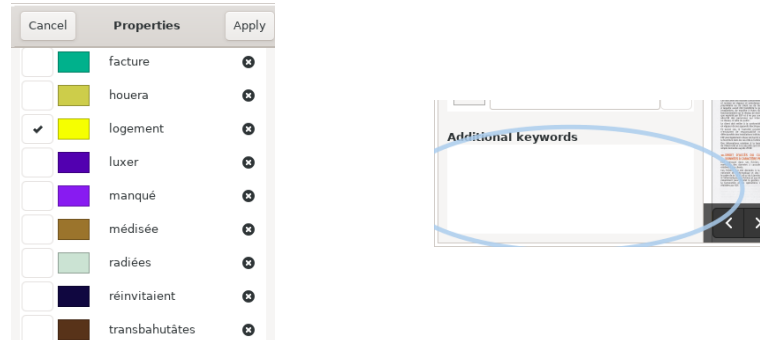 Cancel Properties Apply
facture
houera
logement
luxer
manqué
médisée
radiées
réinvitaient
transbahutâtes
Additional keywords